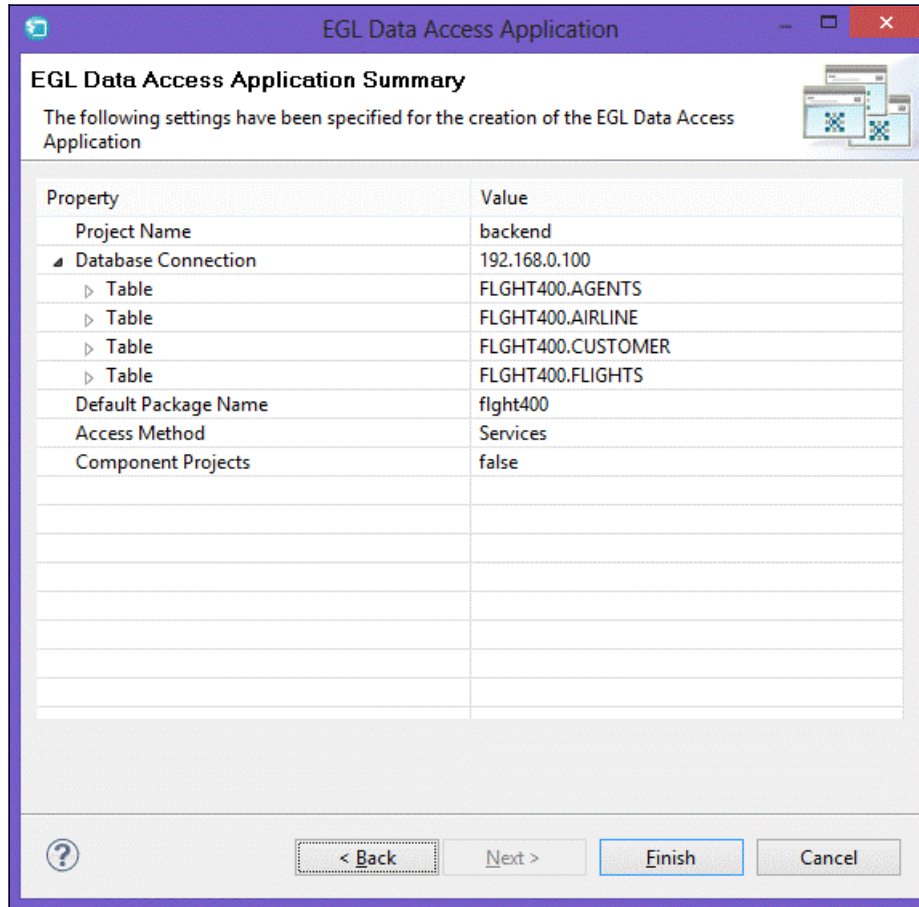 EGL Data Access Application
EGL Data Access Application Summary
The following settings have been specified for the creation of the EGL Data Access
Application
Property Value
Project Name backend
Database Connection 192.168.0.100
Table FLGHT400.AGENTS
Table FLGHT400.AIRLINE
Table FLGHT400.CUSTOMER
Table FLGHT400.FLIGHTS
Default Package Name flght400
Access Method Services
Component Projects false
? < Back Next > Finish Cancel